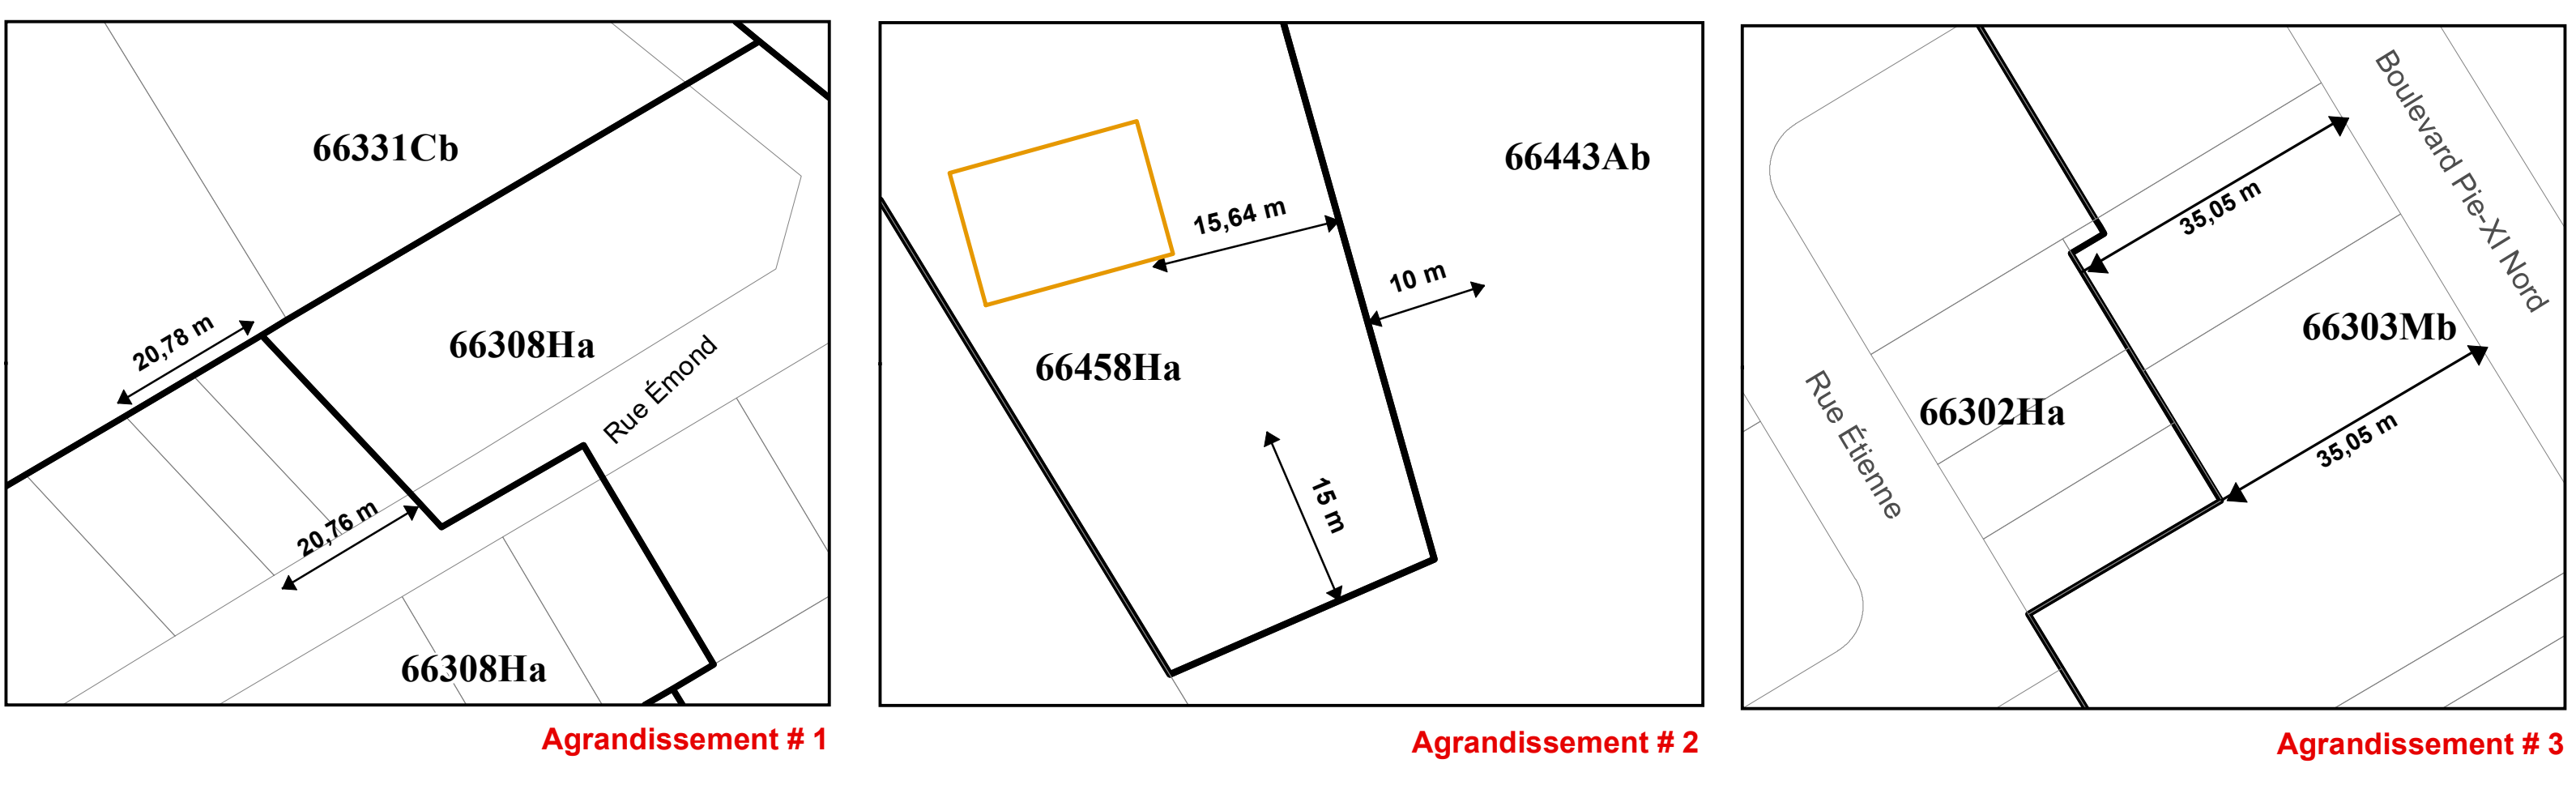 66331Cb
20,78 m
66308Ha
Rue Émond
20,76 m
66308Ha
Agrandissement # 1
66443Ab
15,64 m
10 m
66458Ha
15 m
Agrandissement # 2
Boulevard Pie-XI Nord
35,05 m
66303Mb
Rue Étienne
66302Ha
35,05 m
Agrandissement # 3